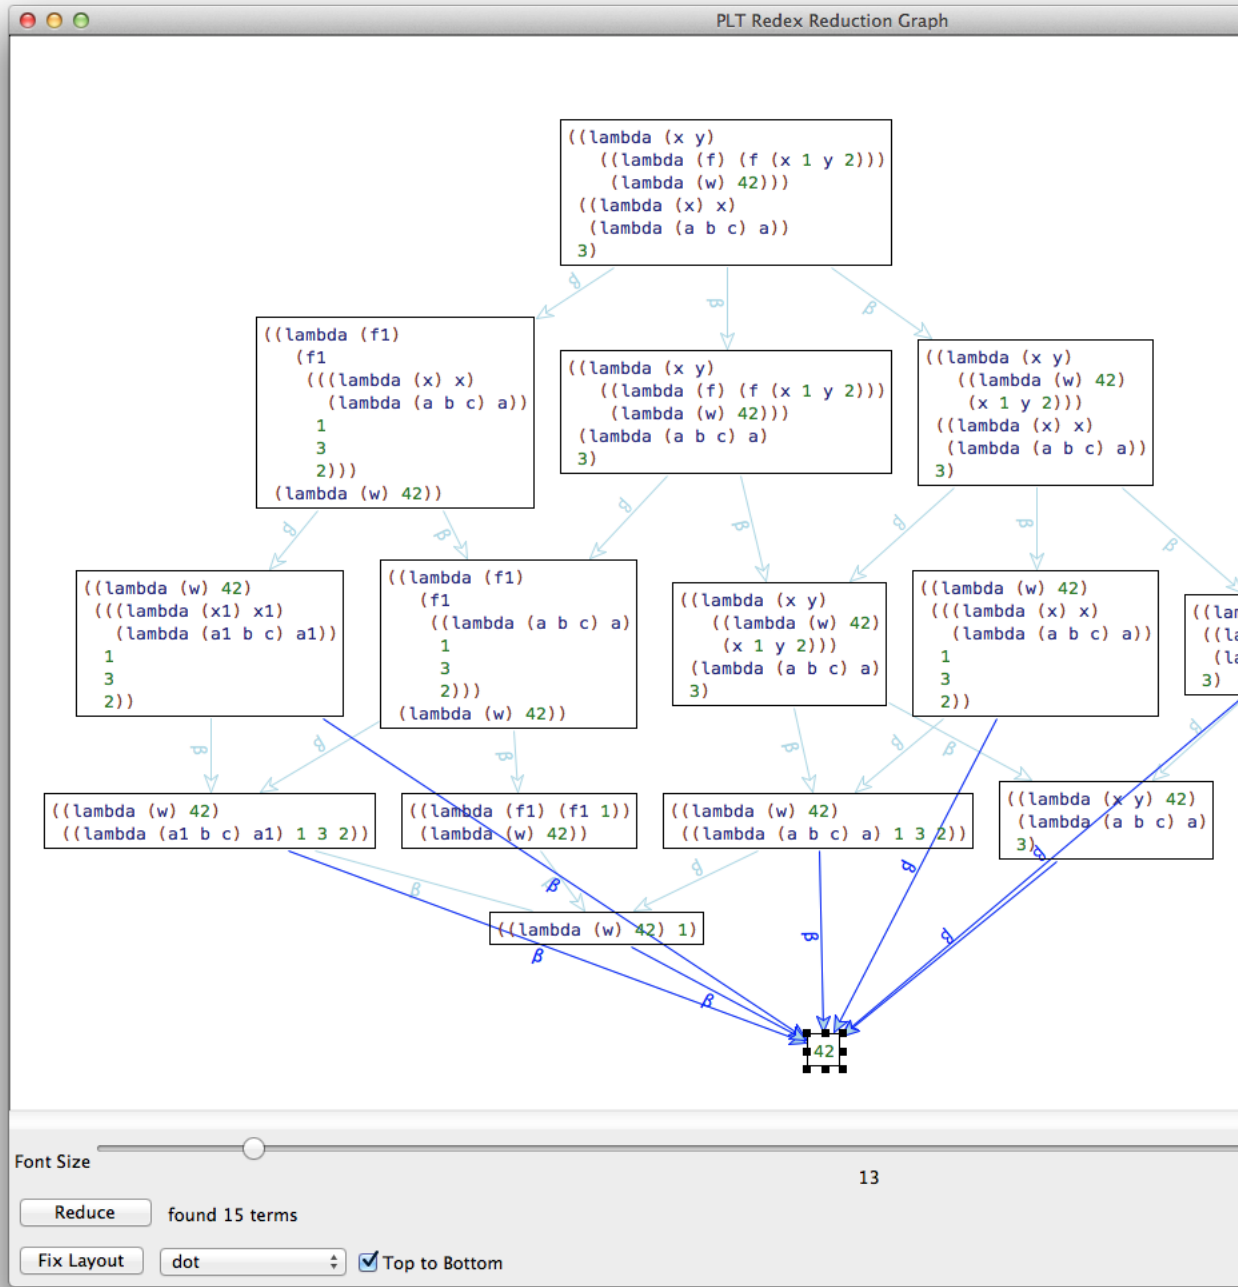 PLT Redex Reduction Graph
((lambda (x y)
((lambda (f) (f (x 1 y 2)))
(lambda (w) 42)))
((lambda (x) x)
(lambda (a b c) a))
3)
β
β
β
((lambda (f1)
(f1
(((lambda (x) x)
(lambda (a b c) a))
1
3
2)))
(lambda (w) 42))
((lambda (x y)
((lambda (f) (f (x 1 y 2)))
(lambda (w) 42)))
(lambda (a b c) a)
3)
((lambda (x y)
((lambda (w) 42)
(x 1 y 2)))
((lambda (x) x)
(lambda (a b c) a))
3)
β
β
β
β
β
β
β
((lambda (w) 42)
(((lambda (x1) x1)
(lambda (a1 b c) a1))
1
3
2))
((lambda (f1)
(f1
((lambda (a b c) a)
1
3
2)))
(lambda (w) 42))
((lambda (x y)
((lambda (w) 42)
(x 1 y 2)))
(lambda (a b c) a)
3)
((lambda (w) 42)
(((lambda (x) x)
(lambda (a b c) a))
1
3
2))
((la
3)
β
β
β
β
β
β
β
((lambda (w) 42)
((lambda (a1 b c) a1) 1 3 2))
((lambda (f1) (f1 1))
(lambda (w) 42))
((lambda (w) 42)
((lambda (a b c) a) 1 3 2))
((lambda (x y) 42)
(lambda (a b c) a)
3)
β
β
β
β
β
β
((lambda (w) 42) 1)
β
β
β
β
42
Font Size
13
Reduce
found 15 terms
Fix Layout
dot
Top to Bottom